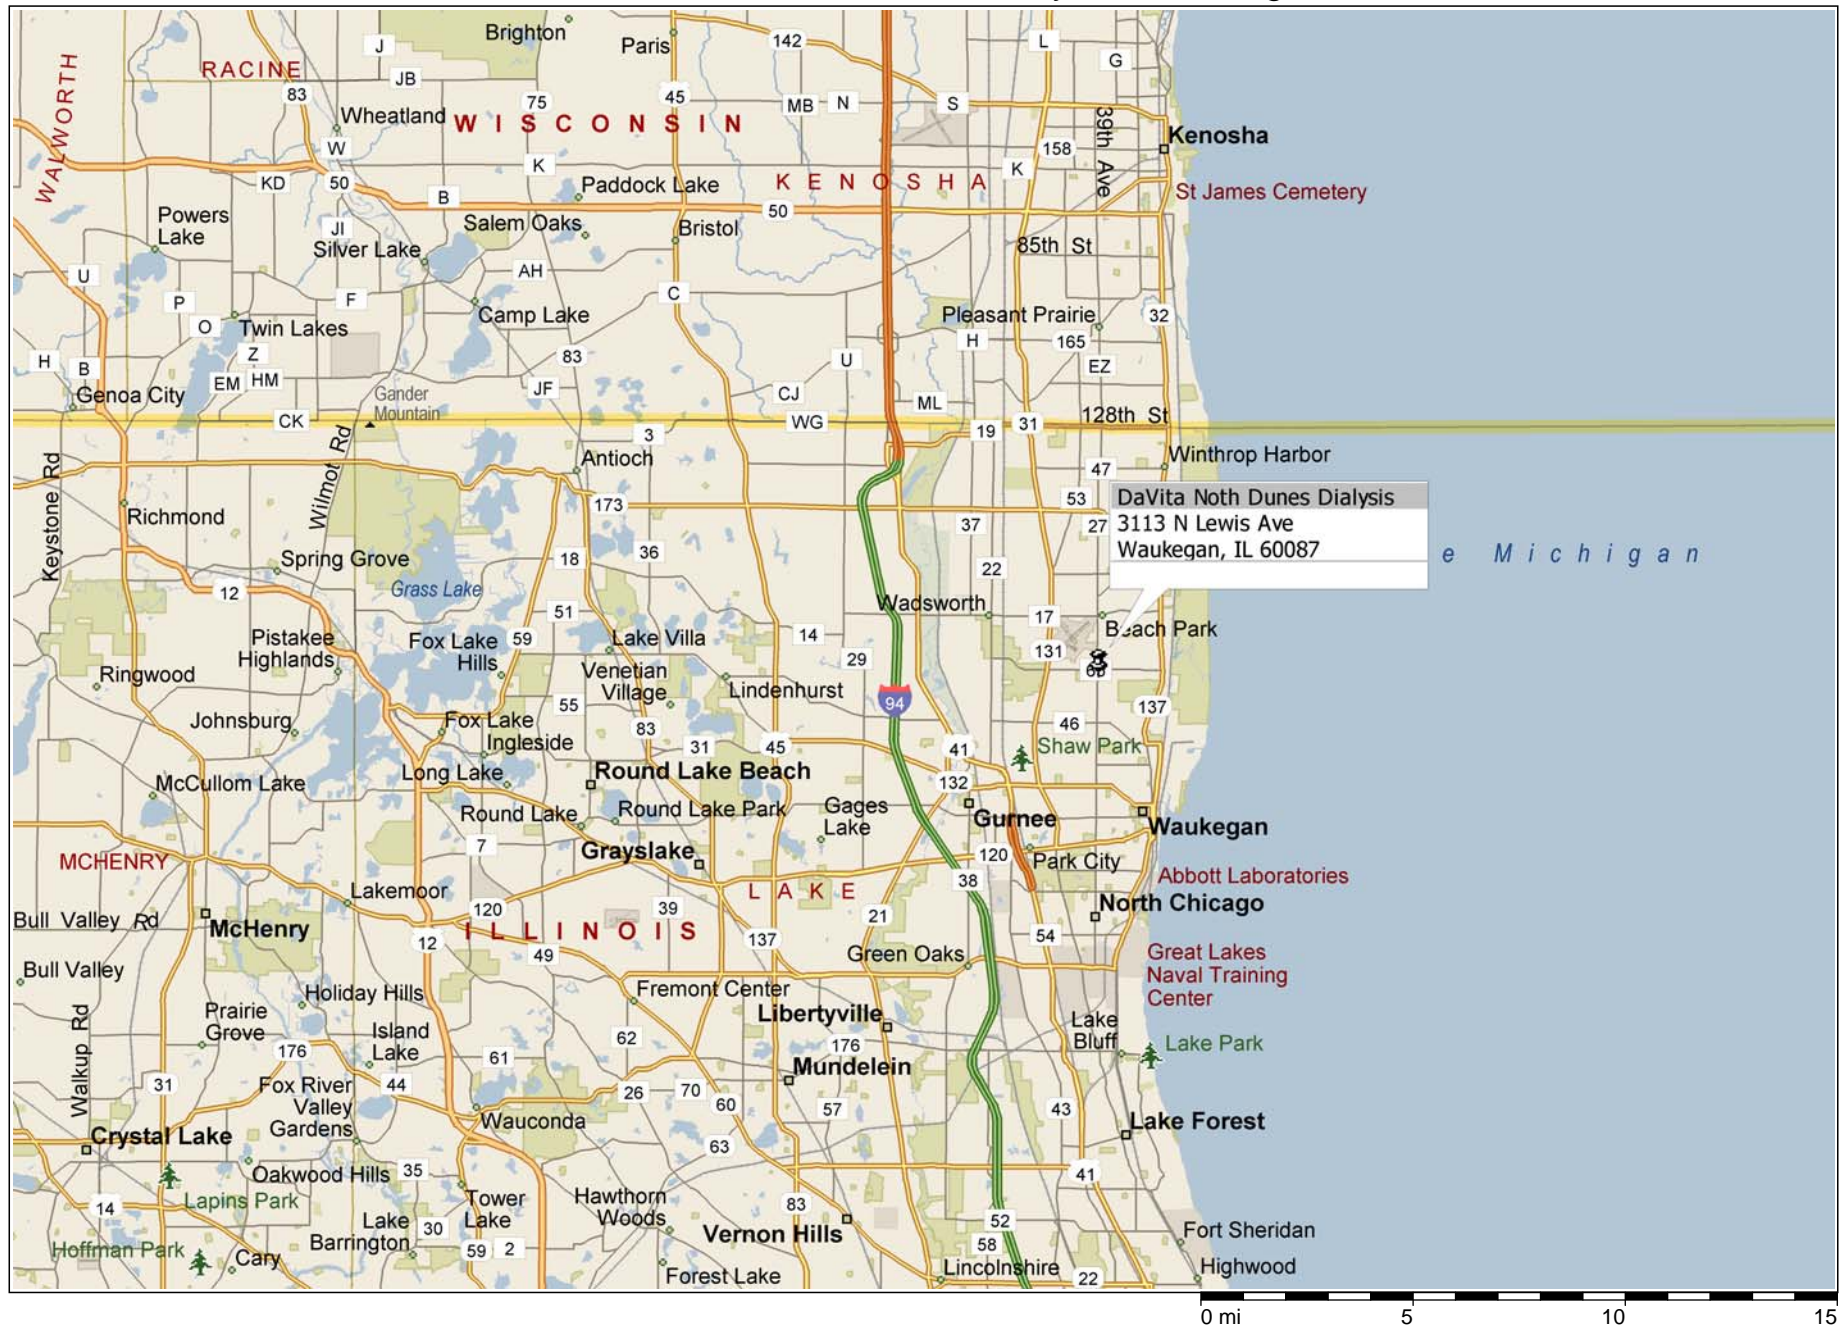 Brighton
Paris
142
L
G
J
JB
RACINE
83
WALWORTH
Wheatland
75
45
MB
N
S
WISCONSIN
39th Ave
Kenosha
W
158
K
K
KD
50
B
Paddock Lake
KENOSHA
St James Cemetery
50
Powers
Lake
JI
Salem Oaks
Bristol
Silver Lake
85th St
U
AH
P
F
C
O
Twin Lakes
Camp Lake
Pleasant Prairie
32
H
165
H
B
Z
83
U
EZ
EM
HM
JF
CJ
Genoa City
Gander
Mountain
ML
CK
WG
128th St
3
19
31
Keystone Rd
Wilmot Rd
Antioch
Winthrop Harbor
47
53
DaVita Noth Dunes Dialysis
3113 N Lewis Ave
Waukegan, IL 60087
Richmond
173
37
27
e Michigan
Spring Grove
18
36
22
12
Grass Lake
51
Wadsworth
17
Beach Park
Pistakee
Highlands
Fox Lake
Hills
59
Lake Villa
14
131
Ringwood
Venetian
Village
29
Lindenhurst
94
137
55
Johnsburg
Fox Lake
83
46
Ingleside
31
45
41
Shaw Park
Long Lake
Round Lake Beach
132
McCullom Lake
Round Lake
Round Lake Park
Gages
Lake
Gurnee
Waukegan
7
Grayslake
120
Park City
MCHENRY
38
Abbott Laboratories
Lakemoor
LAKE
North Chicago
Bull Valley Rd
120
39
21
McHenry
12
ILLINOIS
137
54
49
Green Oaks
Great Lakes
Naval Training
Center
Bull Valley
Holiday Hills
Fremont Center
Prairie
Grove
Libertyville
Walkup Rd
Island
Lake
62
Lake
Bluff
Lake Park
176
61
176
Mundelein
31
Fox River
Valley
Gardens
44
26
70
60
57
43
Wauconda
Lake Forest
Crystal Lake
63
Oakwood Hills
35
41
Lapins Park
14
Tower
Lake
Hawthorn
Woods
83
Lake
Barrington
30
Vernon Hills
52
Fort Sheridan
Hoffman Park
Cary
59
2
58
Forest Lake
Lincolnshire
22
Highwood
0 mi
5
10
15